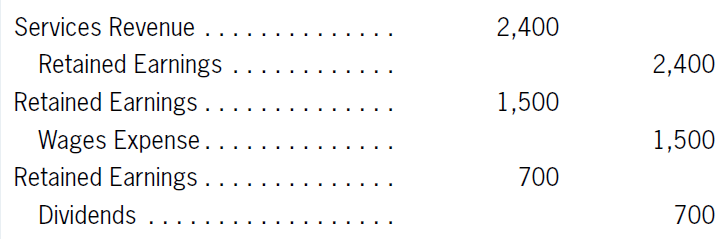 Services Revenue . . . . . . . . . . . . . . 2,400
Retained Earnings . . . . . . . . . . . . 2,400
Retained Earnings . . . . . . . . . . . . . . 1,500
Wages Expense . . . . . . . . . . . . . . 1,500
Retained Earnings . . . . . . . . . . . . . . 700
Dividends . . . . . . . . . . . . . . . . . . 700